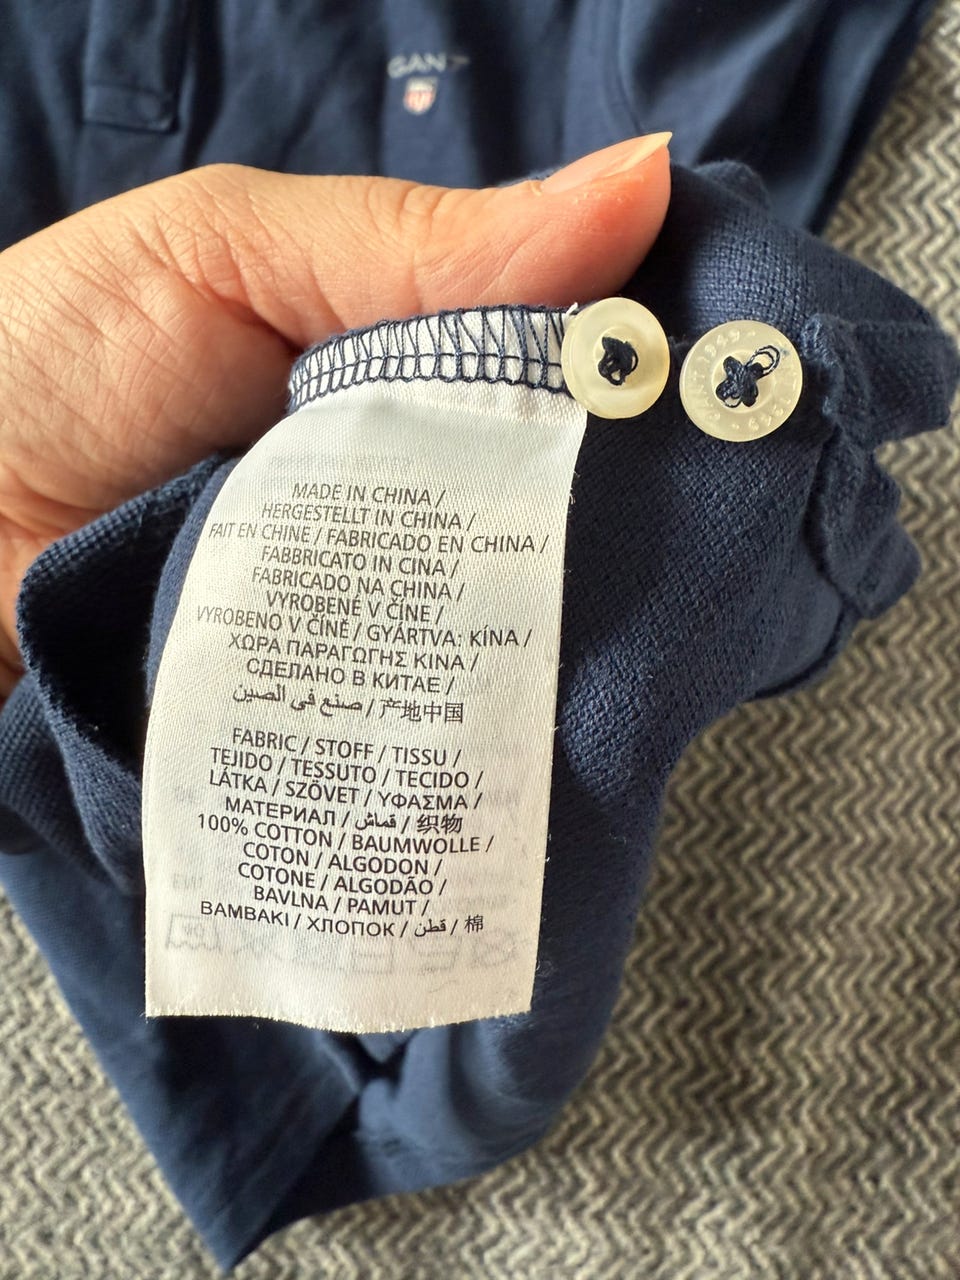 GANT
1949
1949
MADE IN CHINA /
HERGESTELLT IN CHINA /
FAIT EN CHINE / FABRICADO EN CHINA /
FABBRICATO IN CINA /
FABRICADO NA CHINA /
VYROBENÉ V ČÍNE /
VYROBENO V ČÍNĚ / GYÁRTVA: KÍNA /
ΧΩΡΑ ΠΑΡΑΓΩΓΗΣ ΚΙΝΑ /
СДЕЛАНО В КИТАЕ /
صنع في الصين / 产地中国
FABRIC / STOFF / TISSU /
TEJIDO / TESSUTO / TECIDO /
LÁTKA / SZÖVET / ΥΦΑΣΜΑ /
МАТЕРИАЛ / قماش / 织物
100% COTTON / BAUMWOLLE /
COTON / ALGODON /
COTONE / ALGODÃO /
BAVLNA / PAMUT /
BAMBAKI / ХЛОПОК / قطن / 棉